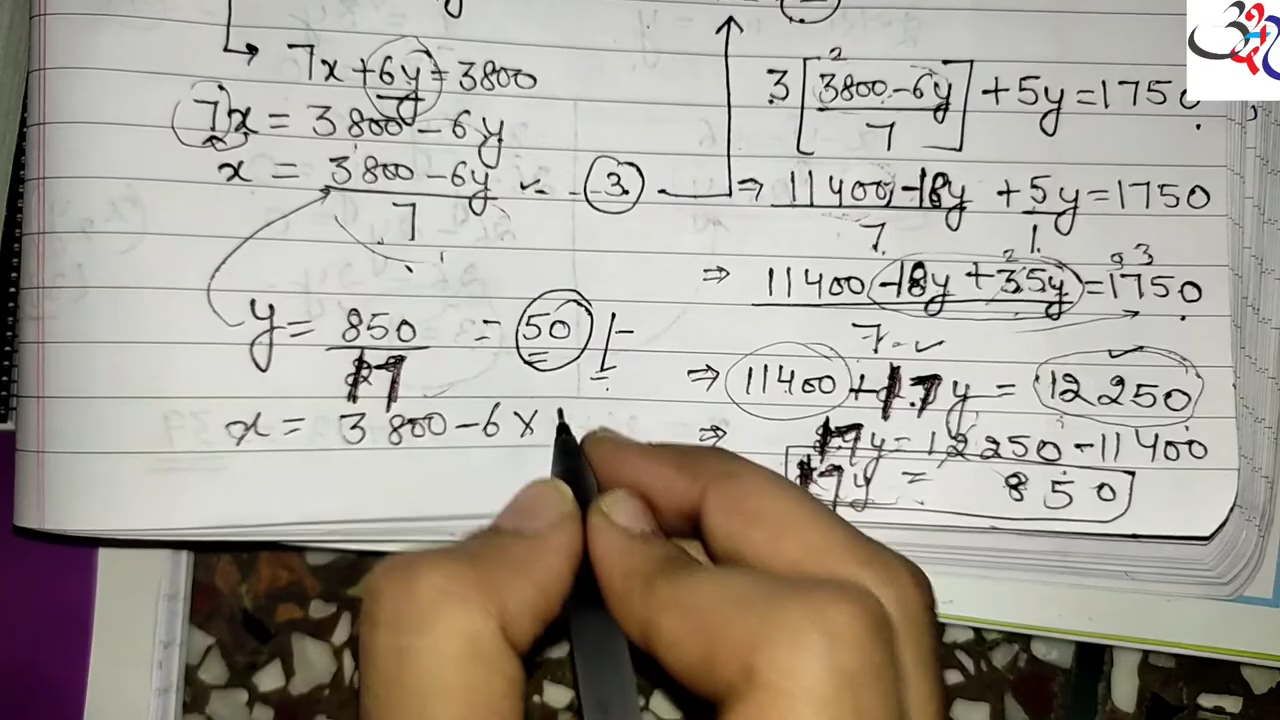 7x+6y=3800
7x = 3800-6y
x = 3800-6y / 7 - 3
y = 850 / 17 = 50/-
x = 3800-6x
3[3800-6y / 7] +5y=1750
⇒ 11400-18y / 7 + 5y / 1 = 1750
⇒ 11400-18y+35y / 7 = 1750
⇒ 11400+17y = 12250
⇒ 17y = 12250-11400
17y = 850